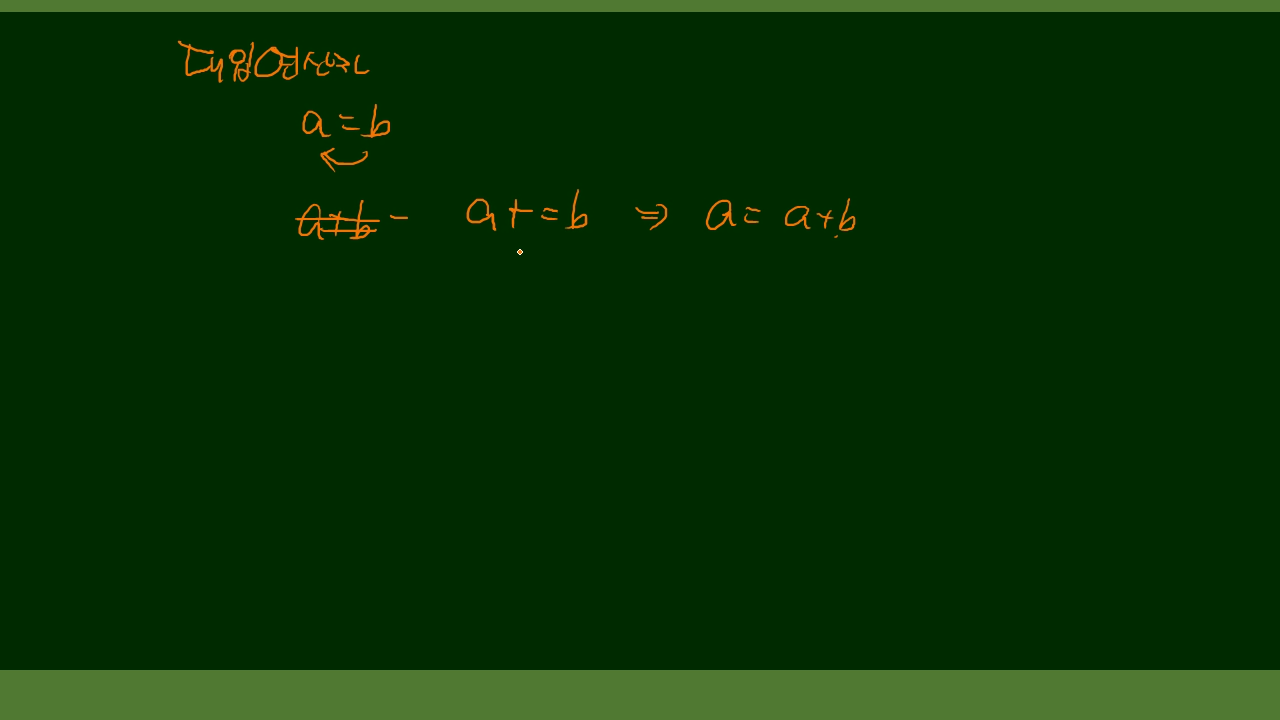 대입연산자
a = b
a += b ⇒ a = a + b